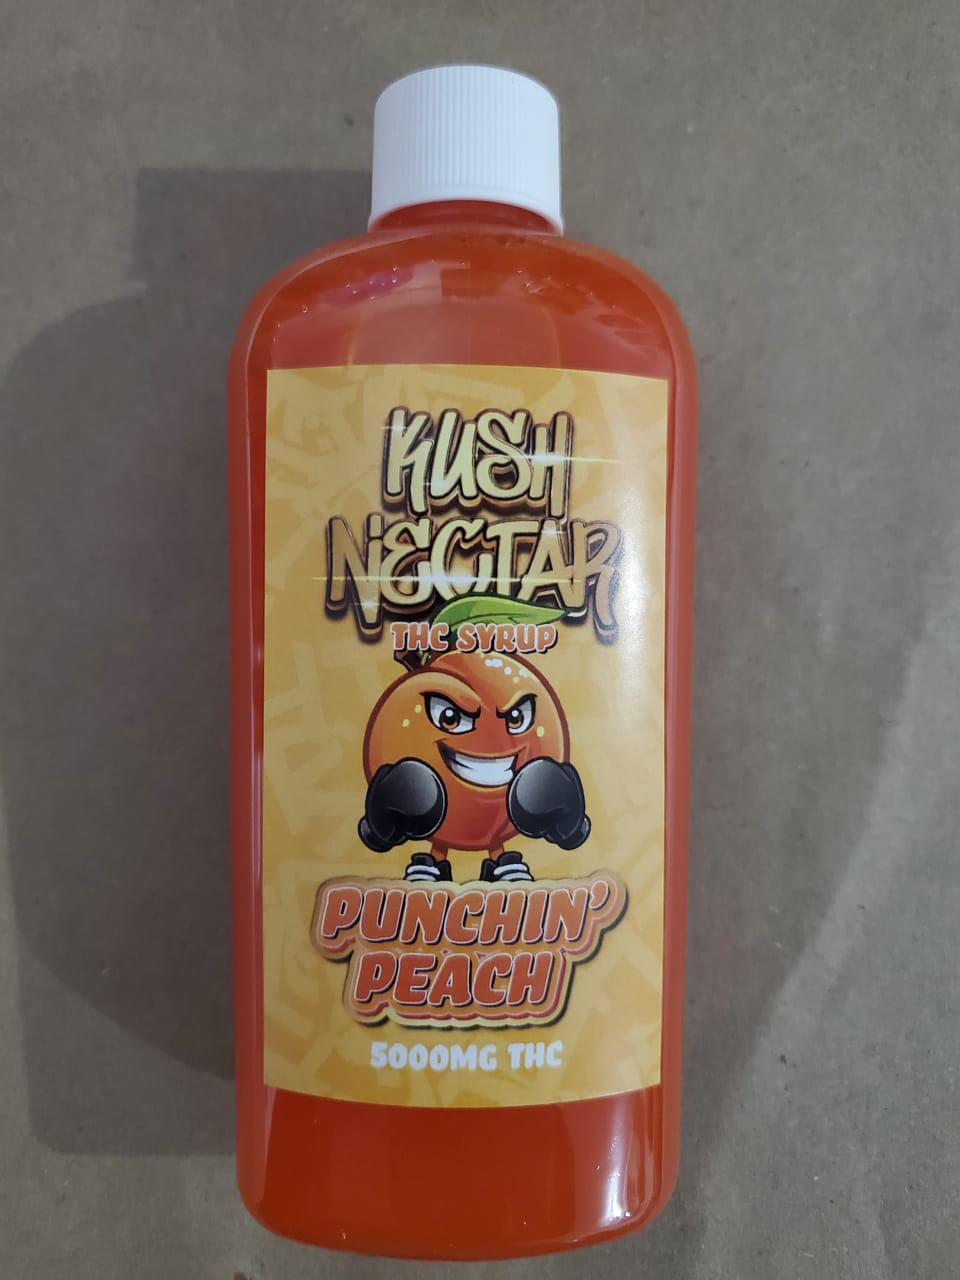 KUSH
NECTAR
THC SYRUP
PUNCHIN'
PEACH
5000MG THC